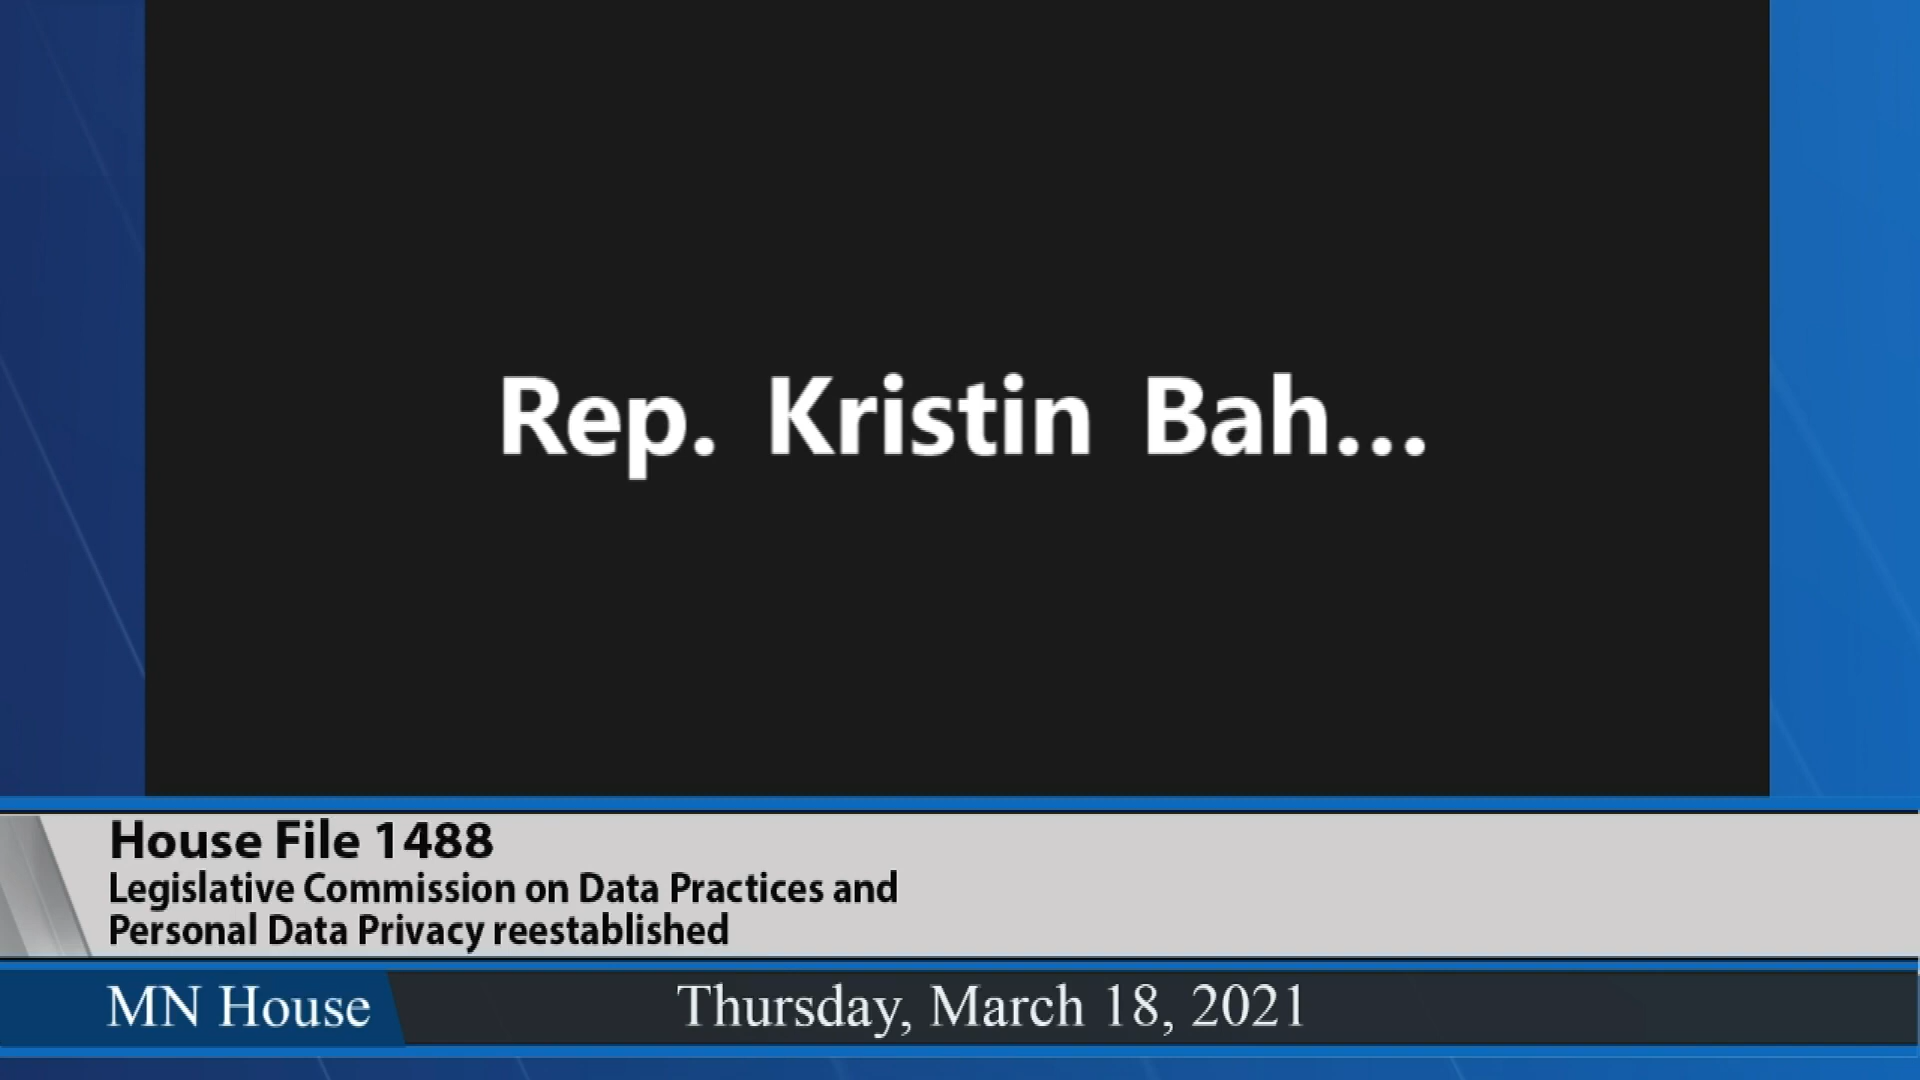 Rep. Kristin Bah...
House File 1488
Legislative Commission on Data Practices and
Personal Data Privacy reestablished
MN House
Thursday, March 18, 2021